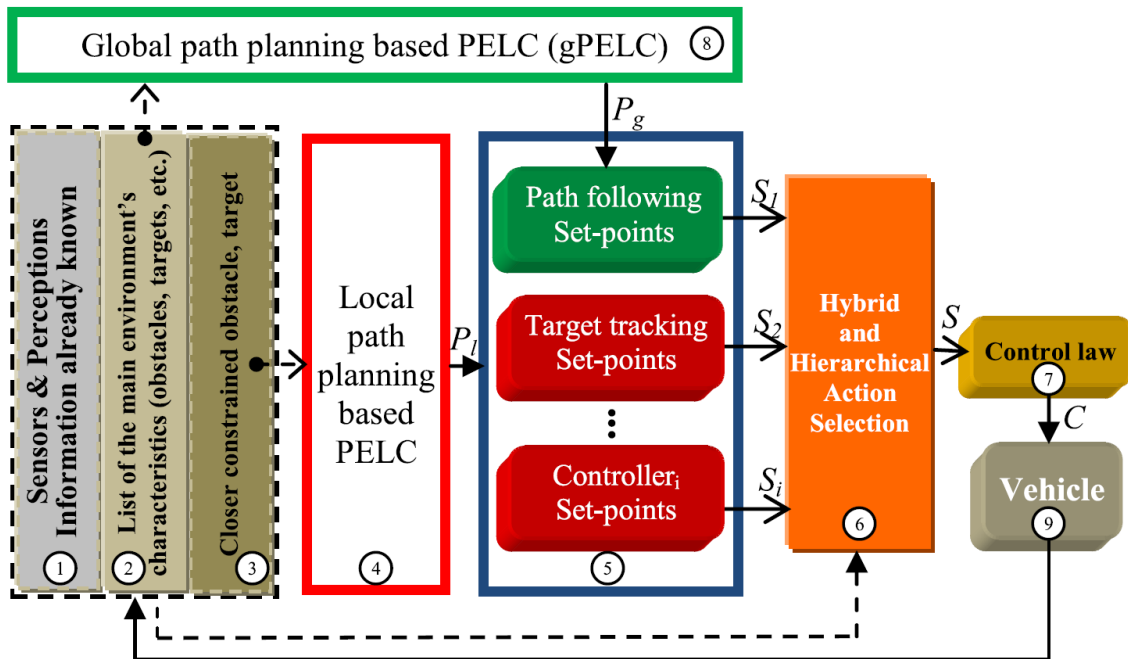 Global path planning based PELC (gPELC) 8
P_g
Sensors & Perceptions
Information already known
1
List of the main environment's
characteristics (obstacles, targets, etc.)
2
Closer constrained obstacle, target
3
Local
path
planning
based
PELC
4
P_l
Path following
Set-points
Target tracking
Set-points
Controller_i
Set-points
5
S_1
S_2
S_i
Hybrid
and
Hierarchical
Action
Selection
6
S
Control law
7
C
Vehicle
9